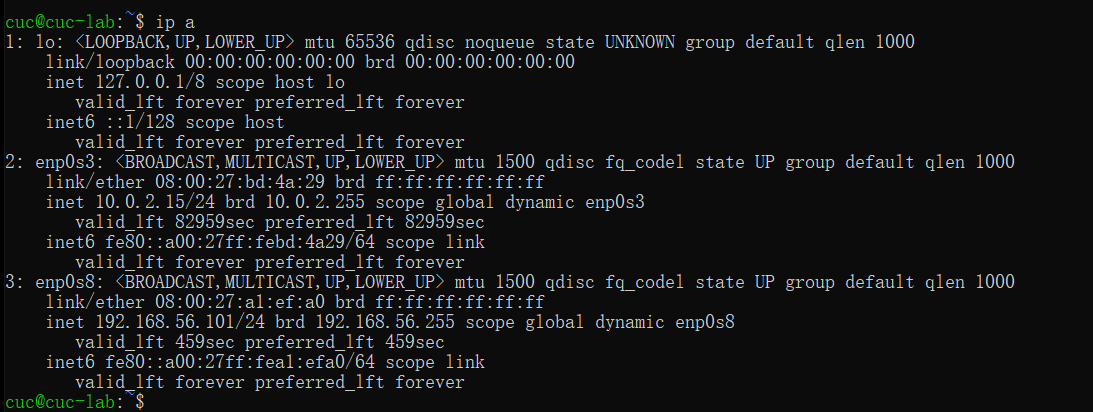 cuc@cuc-lab:~$ ip a
1: lo: <LOOPBACK,UP,LOWER_UP> mtu 65536 qdisc noqueue state UNKNOWN group default qlen 1000
    link/loopback 00:00:00:00:00:00 brd 00:00:00:00:00:00
    inet 127.0.0.1/8 scope host lo
       valid_lft forever preferred_lft forever
    inet6 ::1/128 scope host
       valid_lft forever preferred_lft forever
2: enp0s3: <BROADCAST,MULTICAST,UP,LOWER_UP> mtu 1500 qdisc fq_codel state UP group default qlen 1000
    link/ether 08:00:27:bd:4a:29 brd ff:ff:ff:ff:ff:ff
    inet 10.0.2.15/24 brd 10.0.2.255 scope global dynamic enp0s3
       valid_lft 82959sec preferred_lft 82959sec
    inet6 fe80::a00:27ff:febd:4a29/64 scope link
       valid_lft forever preferred_lft forever
3: enp0s8: <BROADCAST,MULTICAST,UP,LOWER_UP> mtu 1500 qdisc fq_codel state UP group default qlen 1000
    link/ether 08:00:27:a1:ef:a0 brd ff:ff:ff:ff:ff:ff
    inet 192.168.56.101/24 brd 192.168.56.255 scope global dynamic enp0s8
       valid_lft 459sec preferred_lft 459sec
    inet6 fe80::a00:27ff:fea1:efa0/64 scope link
       valid_lft forever preferred_lft forever
cuc@cuc-lab:~$